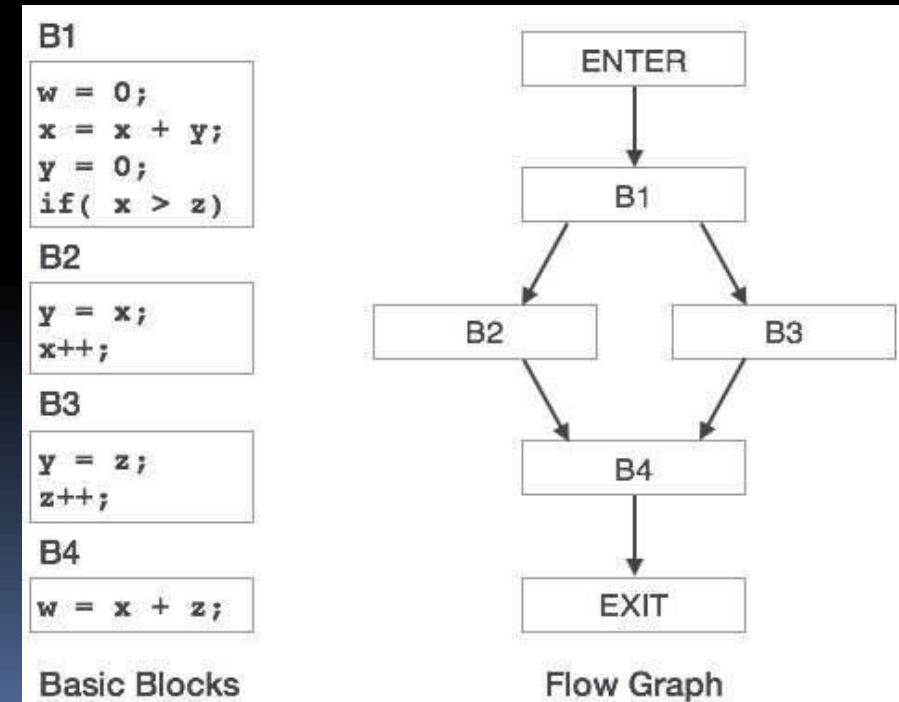 B1
w = 0;
x = x + y;
y = 0;
if( x > z)
B2
y = x;
x++;
B3
y = z;
z++;
B4
w = x + z;
Basic Blocks
ENTER
B1
B2
B3
B4
EXIT
Flow Graph